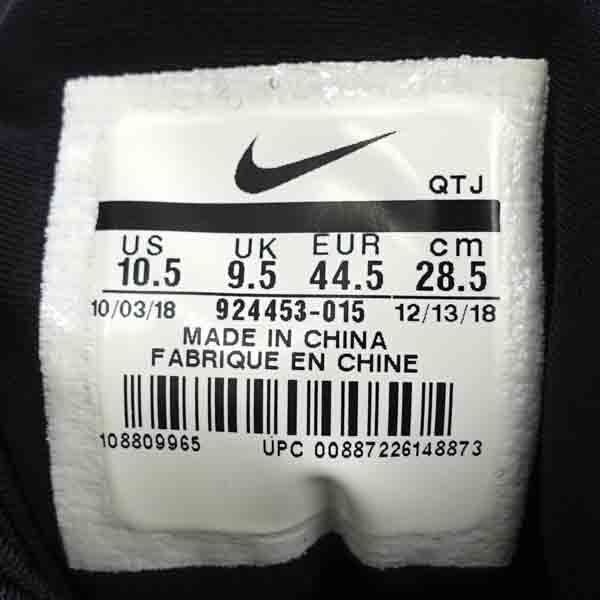 QTJ
US UK EUR cm
10.5 9.5 44.5 28.5
10/03/18 924453-015 12/13/18
MADE IN CHINA
FABRIQUE EN CHINE
108809965 UPC 00887226148873